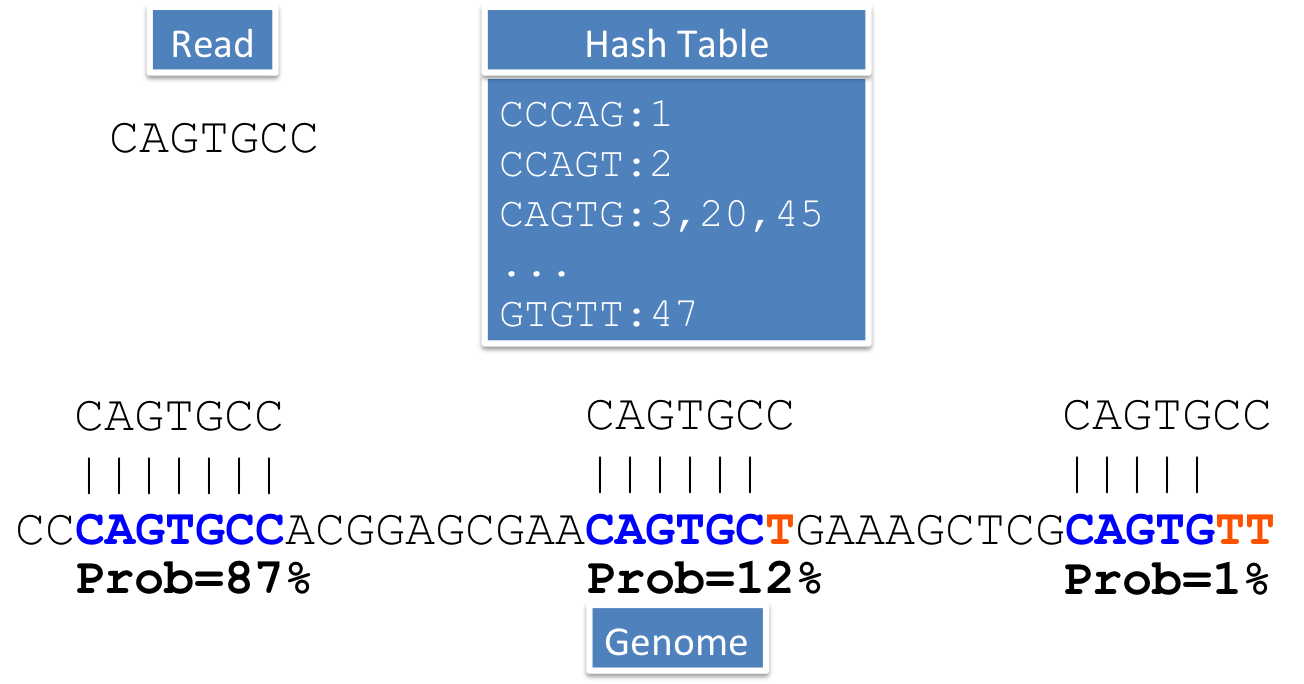 Read
Hash Table
CAGTGCC
CCCAG:1
CCAGT:2
CAGTG:3,20,45
...
GTGTT:47
CAGTGCC CAGTGCC CAGTGCC
||||||| |||||| |||||
CCCAGTGCCACGGAGCGAACAGTGCTGAAAGCTCGCAGTGTT
Prob=87% Prob=12% Prob=1%
Genome